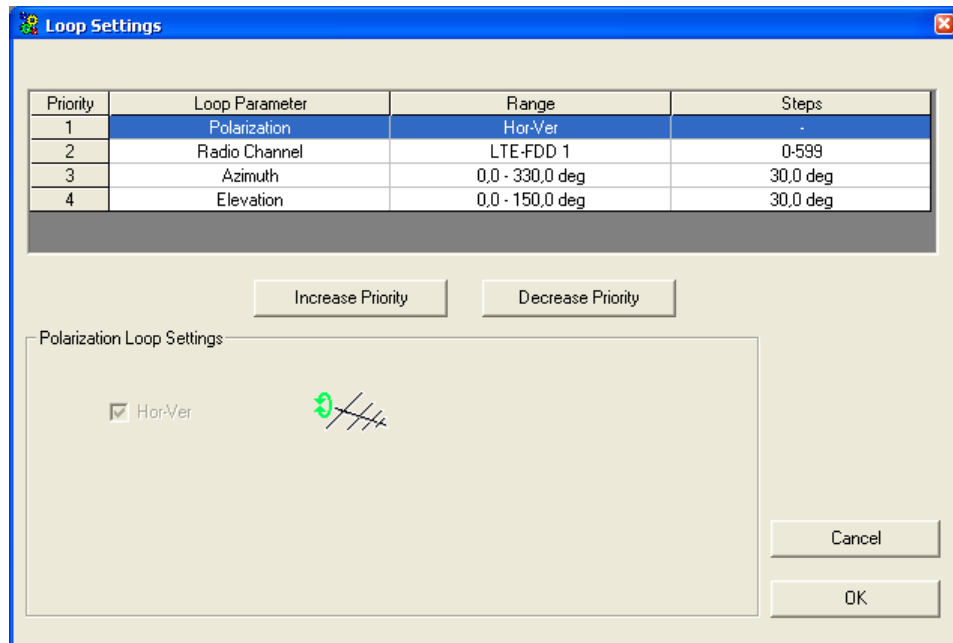 Loop Settings
Priority Loop Parameter Range Steps
1 Polarization Hor-Ver -
2 Radio Channel LTE-FDD 1 0-599
3 Azimuth 0,0 - 330,0 deg 30,0 deg
4 Elevation 0,0 - 150,0 deg 30,0 deg
Increase Priority Decrease Priority
Polarization Loop Settings
Hor-Ver
Cancel
OK